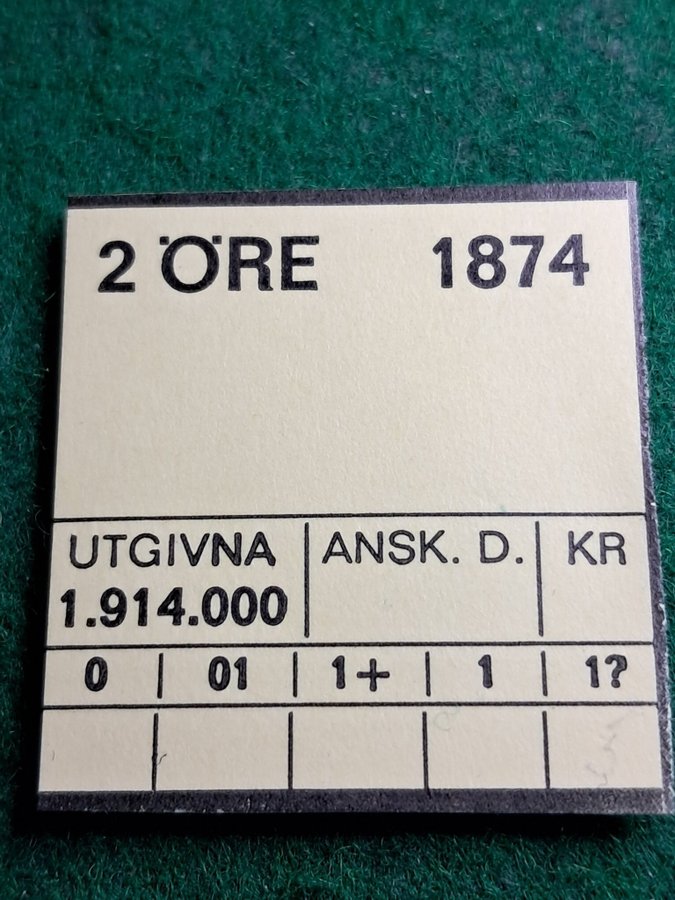 2 ÖRE 1874
UTGIVNA ANSK. D. KR
1.914.000
0 01 1+ 1 1?